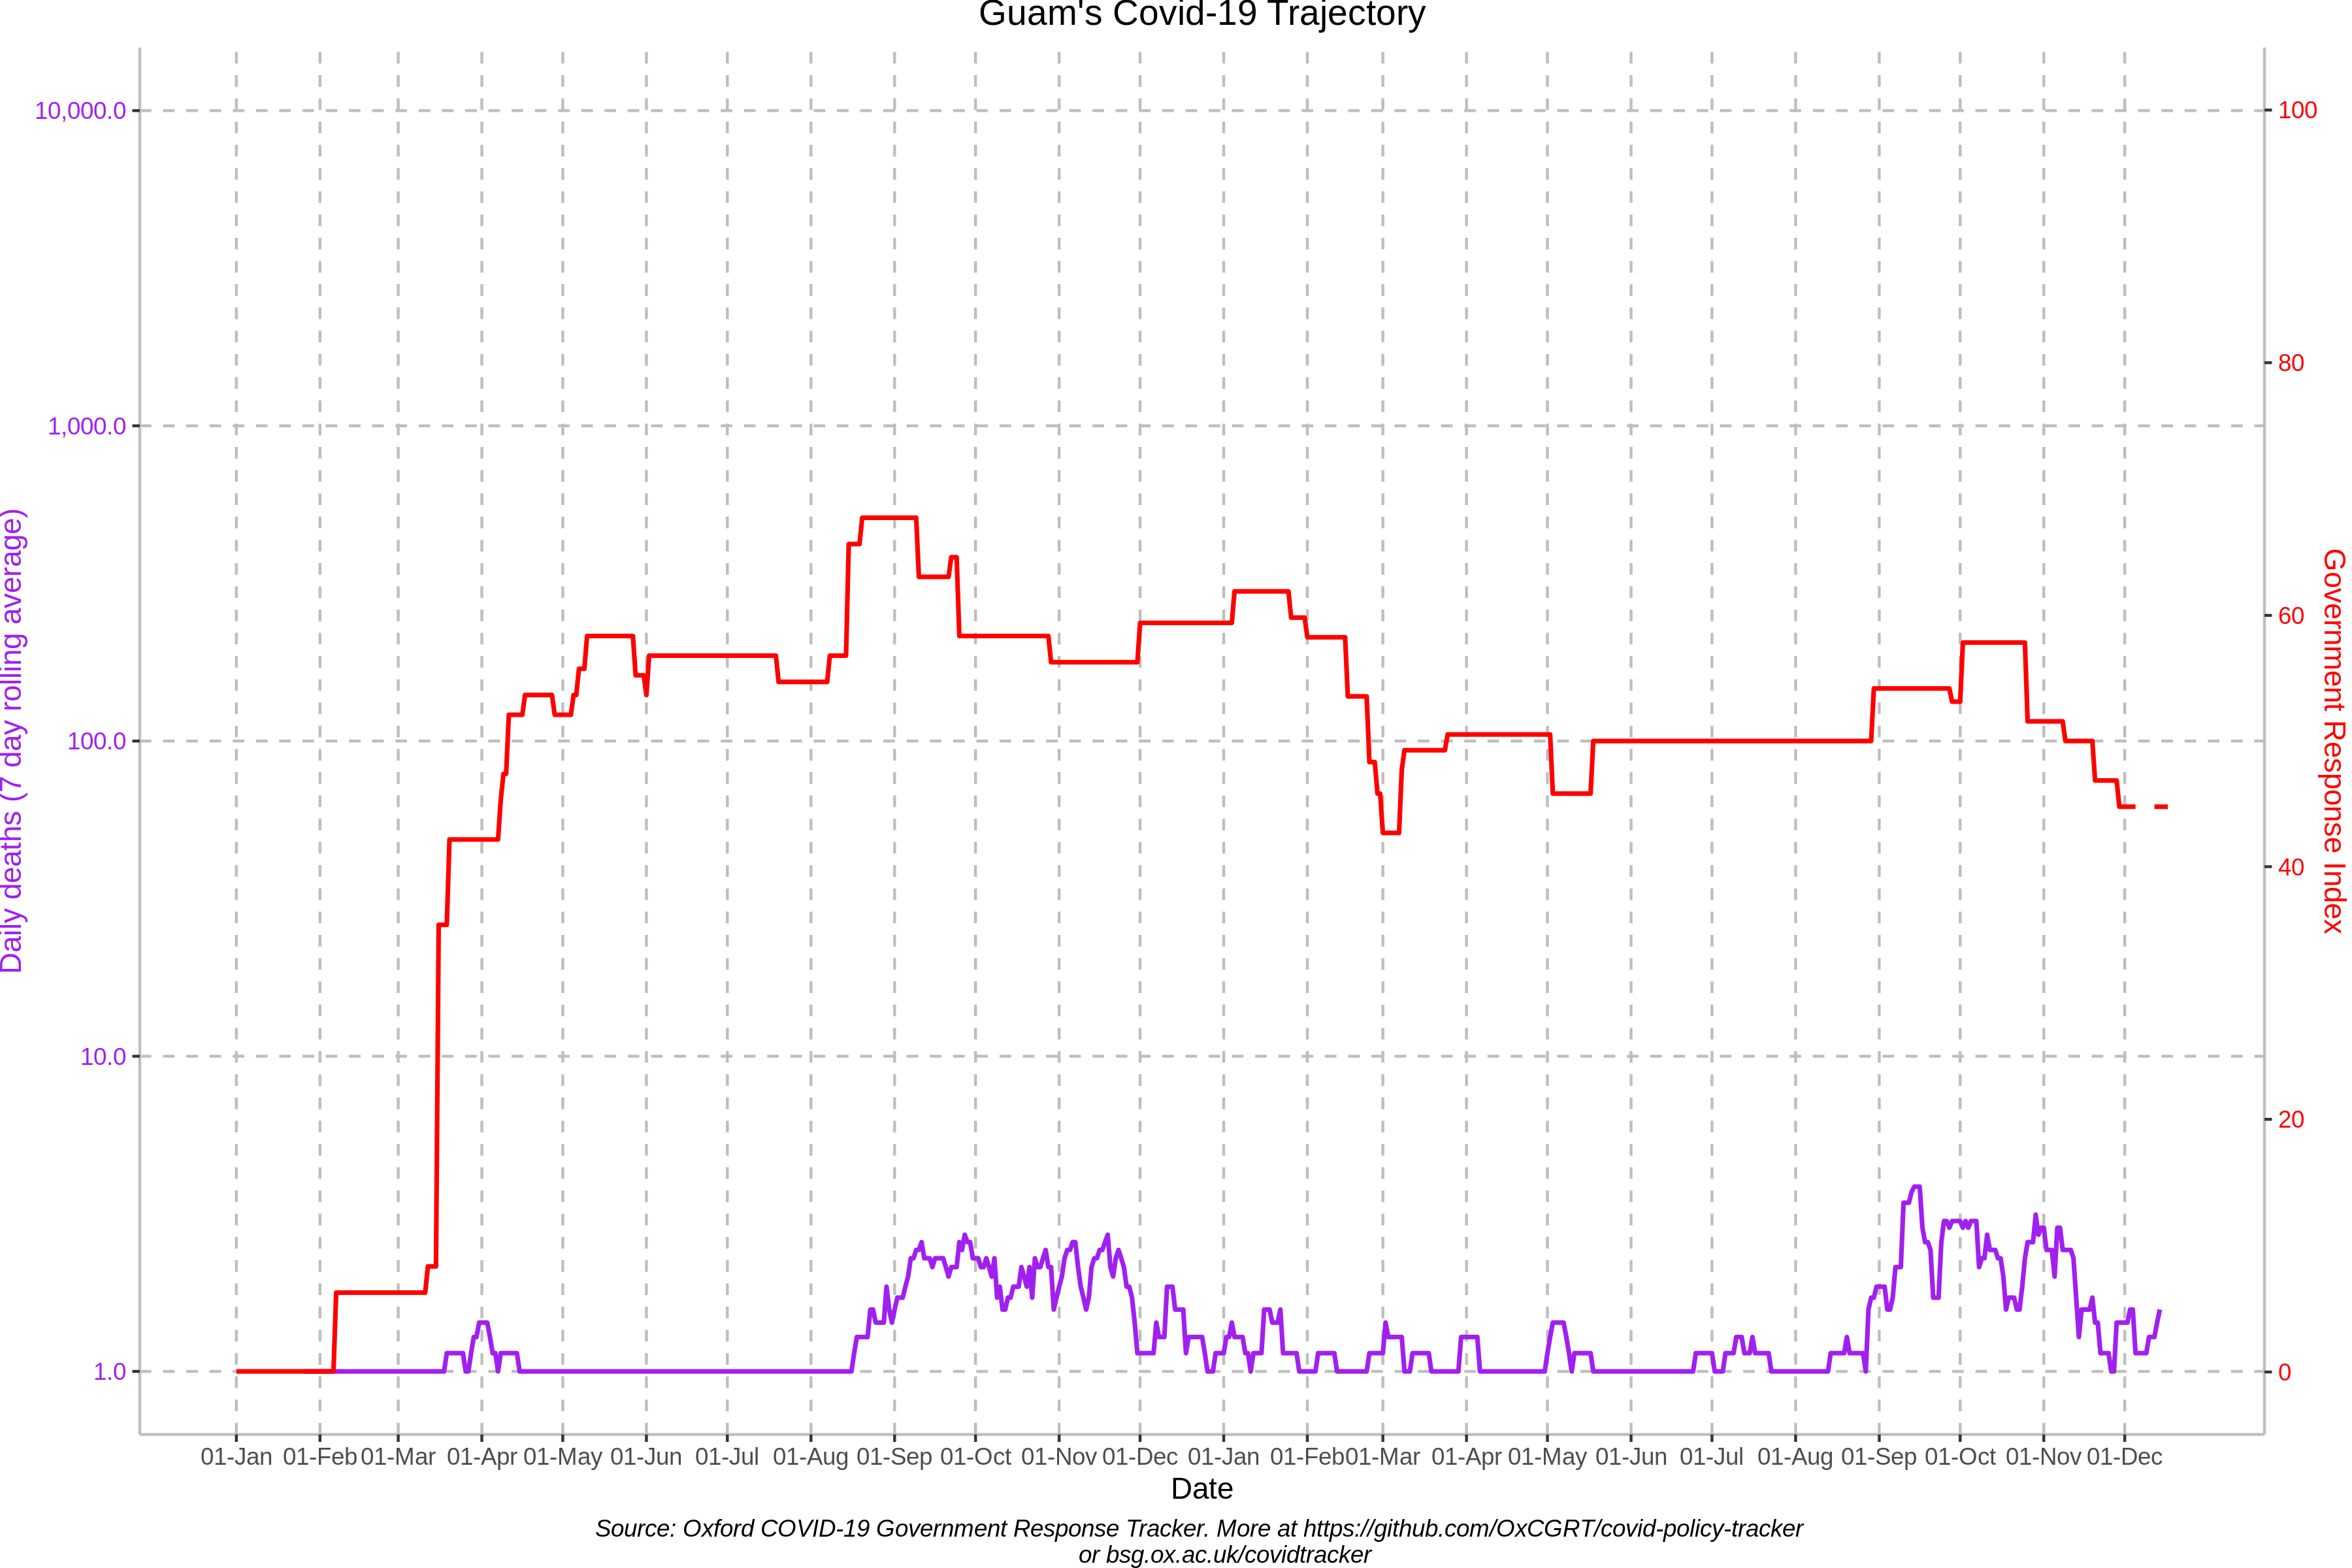 Guam's Covid-19 Trajectory
10,000.0
1,000.0
100.0
10.0
1.0
Daily deaths (7 day rolling average)
100
80
60
40
20
0
Government Response Index
01-Jan 01-Feb 01-Mar 01-Apr 01-May 01-Jun 01-Jul 01-Aug 01-Sep 01-Oct 01-Nov 01-Dec 01-Jan 01-Feb 01-Mar 01-Apr 01-May 01-Jun 01-Jul 01-Aug 01-Sep 01-Oct 01-Nov 01-Dec
Date
Source: Oxford COVID-19 Government Response Tracker. More at https://github.com/OxCGRT/covid-policy-tracker
or bsg.ox.ac.uk/covidtracker